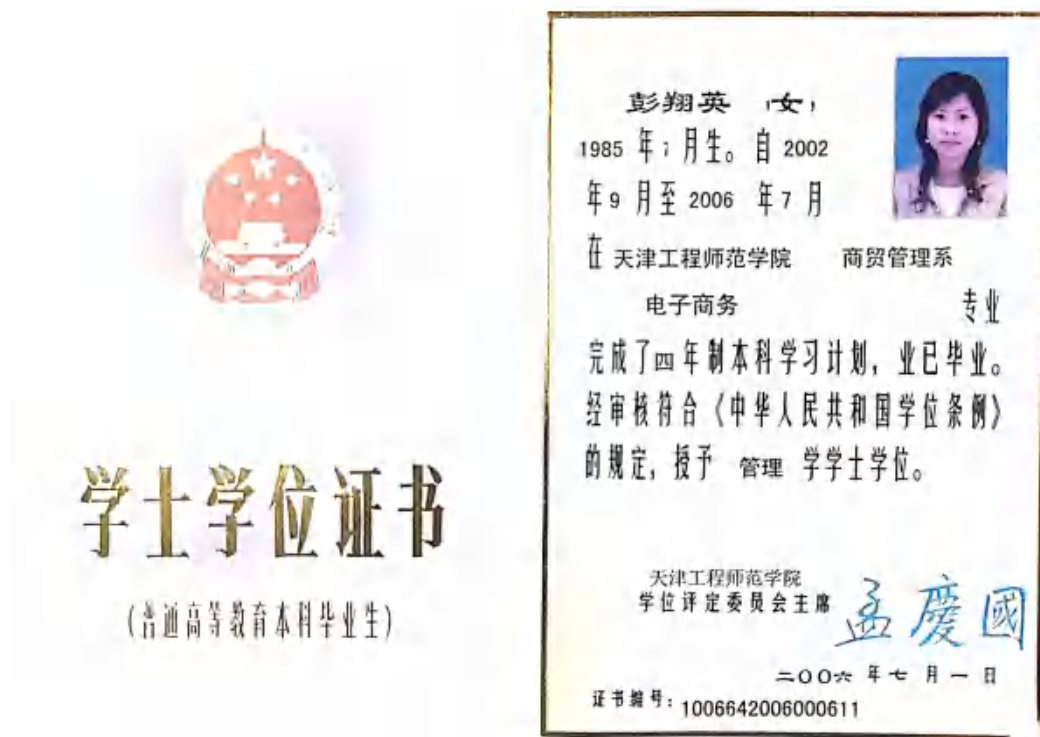 学士学位证书
(普通高等教育本科毕业生)
彭翔英 (女)
1985 年 7 月生。自 2002
年 9 月至 2006 年 7 月
在 天津工程师范学院 商贸管理系
电子商务 专业
完成了四年制本科学习计划，业已毕业。
经审核符合《中华人民共和国学位条例》
的规定，授予 管理 学学士学位。
天津工程师范学院
学位评定委员会主席 孟慶國
二〇〇六 年 七 月 一 日
证书编号：1006642006000611